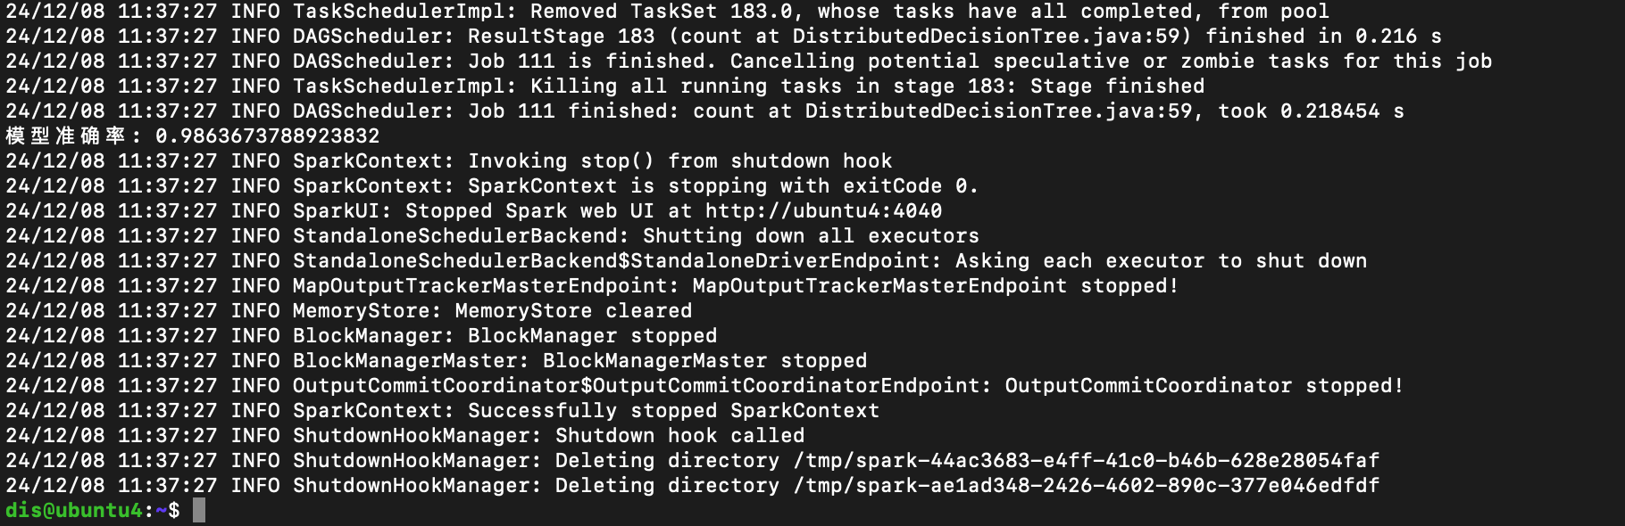 24/12/08 11:37:27 INFO TaskSchedulerImpl: Removed TaskSet 183.0, whose tasks have all completed, from pool
24/12/08 11:37:27 INFO DAGScheduler: ResultStage 183 (count at DistributedDecisionTree.java:59) finished in 0.216 s
24/12/08 11:37:27 INFO DAGScheduler: Job 111 is finished. Cancelling potential speculative or zombie tasks for this job
24/12/08 11:37:27 INFO TaskSchedulerImpl: Killing all running tasks in stage 183: Stage finished
24/12/08 11:37:27 INFO DAGScheduler: Job 111 finished: count at DistributedDecisionTree.java:59, took 0.218454 s
模型准确率: 0.9863673788923832
24/12/08 11:37:27 INFO SparkContext: Invoking stop() from shutdown hook
24/12/08 11:37:27 INFO SparkContext: SparkContext is stopping with exitCode 0.
24/12/08 11:37:27 INFO SparkUI: Stopped Spark web UI at http://ubuntu4:4040
24/12/08 11:37:27 INFO StandaloneSchedulerBackend: Shutting down all executors
24/12/08 11:37:27 INFO StandaloneSchedulerBackend$StandaloneDriverEndpoint: Asking each executor to shut down
24/12/08 11:37:27 INFO MapOutputTrackerMasterEndpoint: MapOutputTrackerMasterEndpoint stopped!
24/12/08 11:37:27 INFO MemoryStore: MemoryStore cleared
24/12/08 11:37:27 INFO BlockManager: BlockManager stopped
24/12/08 11:37:27 INFO BlockManagerMaster: BlockManagerMaster stopped
24/12/08 11:37:27 INFO OutputCommitCoordinator$OutputCommitCoordinatorEndpoint: OutputCommitCoordinator stopped!
24/12/08 11:37:27 INFO SparkContext: Successfully stopped SparkContext
24/12/08 11:37:27 INFO ShutdownHookManager: Shutdown hook called
24/12/08 11:37:27 INFO ShutdownHookManager: Deleting directory /tmp/spark-44ac3683-e4ff-41c0-b46b-628e28054faf
24/12/08 11:37:27 INFO ShutdownHookManager: Deleting directory /tmp/spark-ae1ad348-2426-4602-890c-377e046edfdf
dis@ubuntu4:~$